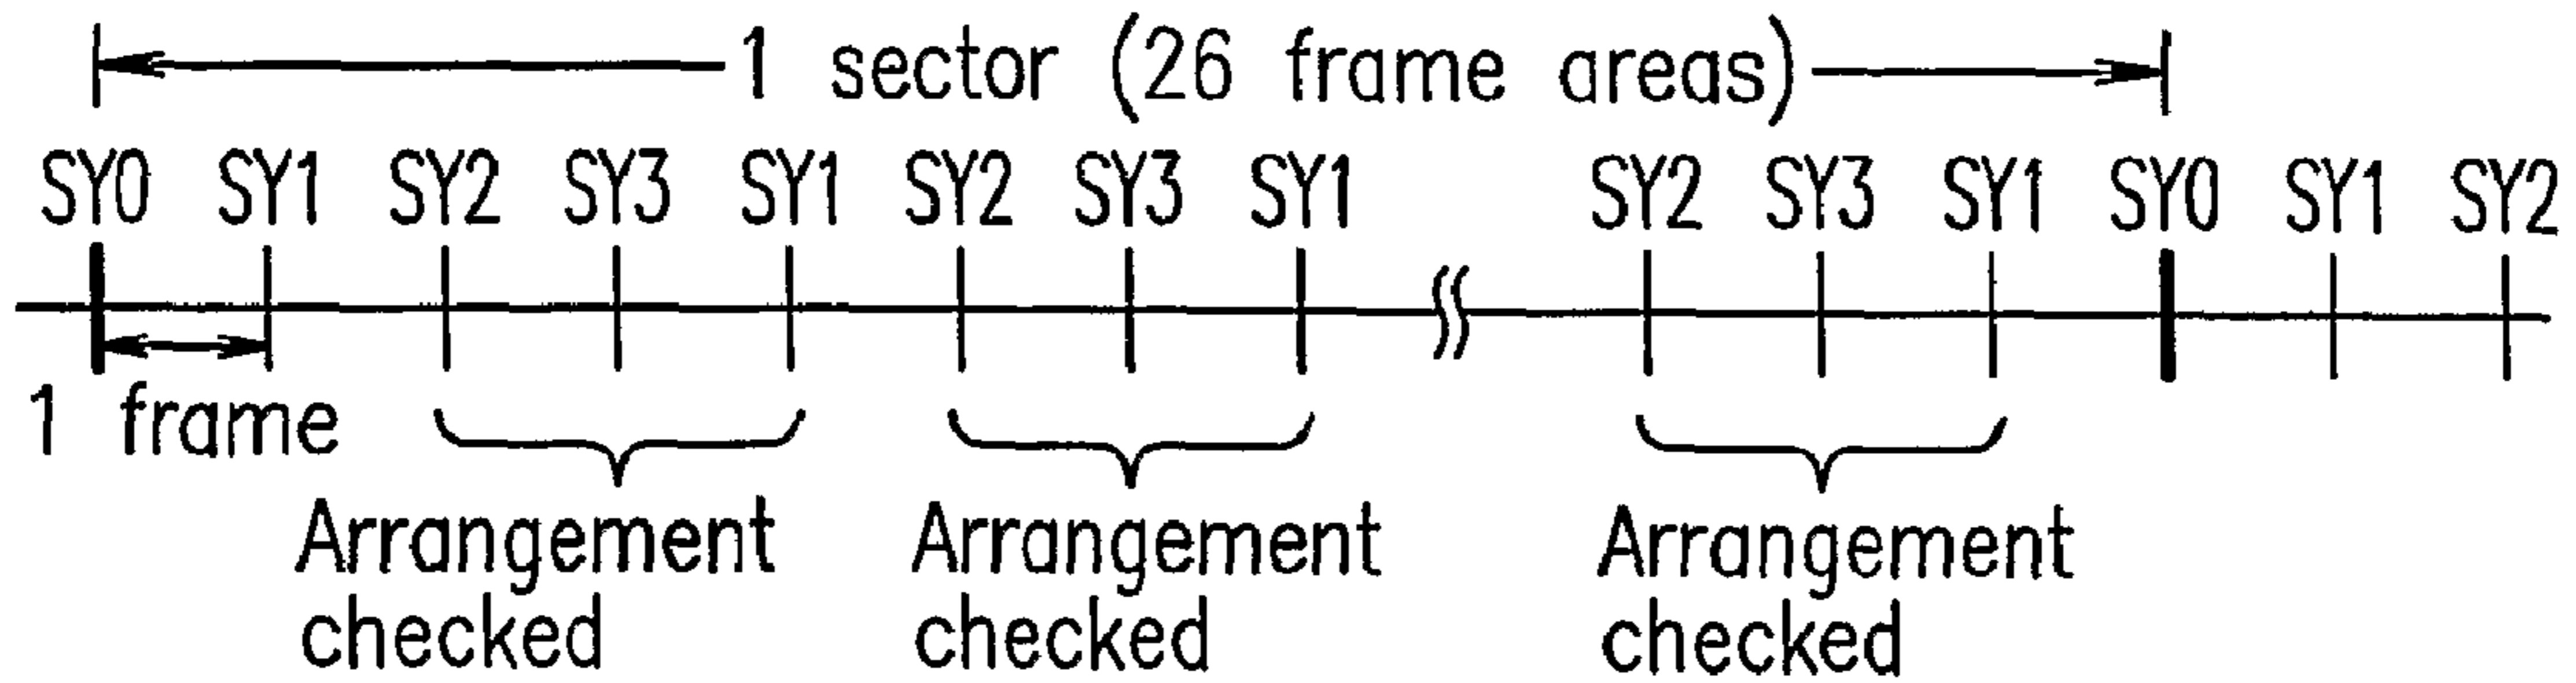 1 sector (26 frame areas)
SY0 SY1 SY2 SY3 SY1 SY2 SY3 SY1 SY2 SY3 SY1 SY0 SY1 SY2
1 frame
Arrangement checked
Arrangement checked
Arrangement checked